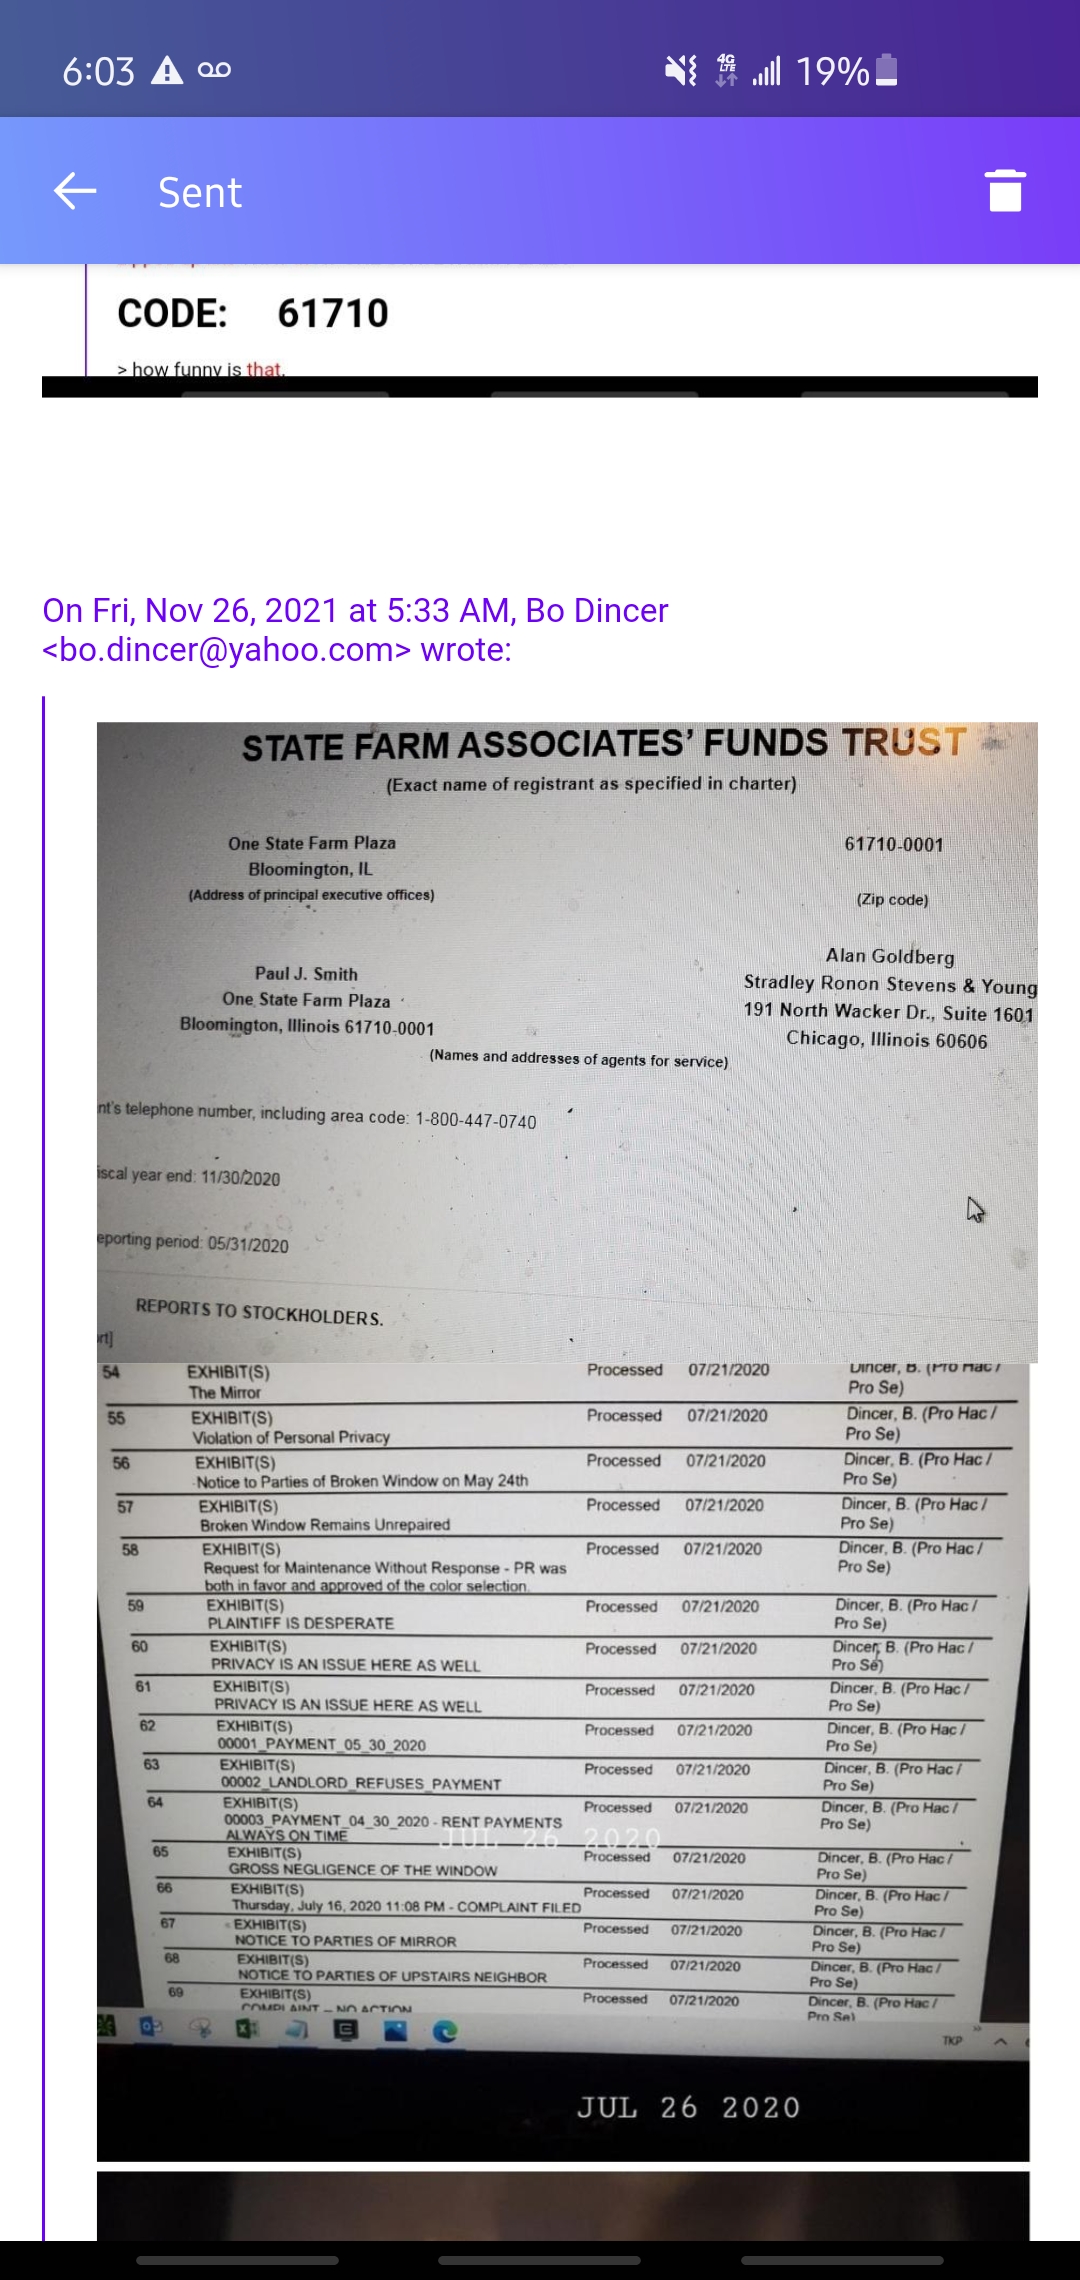 6:03
4G
LTE
19%
Sent
CODE: 61710
> how funny is that.
On Fri, Nov 26, 2021 at 5:33 AM, Bo Dincer
<bo.dincer@yahoo.com> wrote:
STATE FARM ASSOCIATES' FUNDS TRUST
(Exact name of registrant as specified in charter)
One State Farm Plaza
Bloomington, IL
(Address of principal executive offices)
61710-0001
(Zip code)
Paul J. Smith
One State Farm Plaza
Bloomington, Illinois 61710-0001
Alan Goldberg
Stradley Ronon Stevens & Young
191 North Wacker Dr., Suite 1601
Chicago, Illinois 60606
(Names and addresses of agents for service)
nt's telephone number, including area code: 1-800-447-0740
iscal year end: 11/30/2020
eporting period: 05/31/2020
REPORTS TO STOCKHOLDERS.
rt]
54 EXHIBIT(S) Processed 07/21/2020 Dincer, B. (Pro Hac /
The Mirror Pro Se)
55 EXHIBIT(S) Processed 07/21/2020 Dincer, B. (Pro Hac /
Violation of Personal Privacy Pro Se)
56 EXHIBIT(S) Processed 07/21/2020 Dincer, B. (Pro Hac /
Notice to Parties of Broken Window on May 24th Pro Se)
57 EXHIBIT(S) Processed 07/21/2020 Dincer, B. (Pro Hac /
Broken Window Remains Unrepaired Pro Se)
58 EXHIBIT(S) Processed 07/21/2020 Dincer, B. (Pro Hac /
Request for Maintenance Without Response - PR was Pro Se)
both in favor and approved of the color selection.
59 EXHIBIT(S) Processed 07/21/2020 Dincer, B. (Pro Hac /
PLAINTIFF IS DESPERATE Pro Se)
60 EXHIBIT(S) Processed 07/21/2020 Dincer, B. (Pro Hac /
PRIVACY IS AN ISSUE HERE AS WELL Pro Se)
61 EXHIBIT(S) Processed 07/21/2020 Dincer, B. (Pro Hac /
PRIVACY IS AN ISSUE HERE AS WELL Pro Se)
62 EXHIBIT(S) Processed 07/21/2020 Dincer, B. (Pro Hac /
00001_PAYMENT_05_30_2020 Pro Se)
63 EXHIBIT(S) Processed 07/21/2020 Dincer, B. (Pro Hac /
00002_LANDLORD_REFUSES_PAYMENT Pro Se)
64 EXHIBIT(S) Processed 07/21/2020 Dincer, B. (Pro Hac /
00003_PAYMENT_04_30_2020 - RENT PAYMENTS Pro Se)
ALWAYS ON TIME
JUL 26 2020
65 EXHIBIT(S) Processed 07/21/2020 Dincer, B. (Pro Hac /
GROSS NEGLIGENCE OF THE WINDOW Pro Se)
66 EXHIBIT(S) Processed 07/21/2020 Dincer, B. (Pro Hac /
Thursday, July 16, 2020 11:08 PM - COMPLAINT FILED Pro Se)
67 EXHIBIT(S) Processed 07/21/2020 Dincer, B. (Pro Hac /
NOTICE TO PARTIES OF MIRROR Pro Se)
68 EXHIBIT(S) Processed 07/21/2020 Dincer, B. (Pro Hac /
NOTICE TO PARTIES OF UPSTAIRS NEIGHBOR Pro Se)
69 EXHIBIT(S) Processed 07/21/2020 Dincer, B. (Pro Hac /
COMPLAINT - NO ACTION Pro Se)
TKP
JUL 26 2020